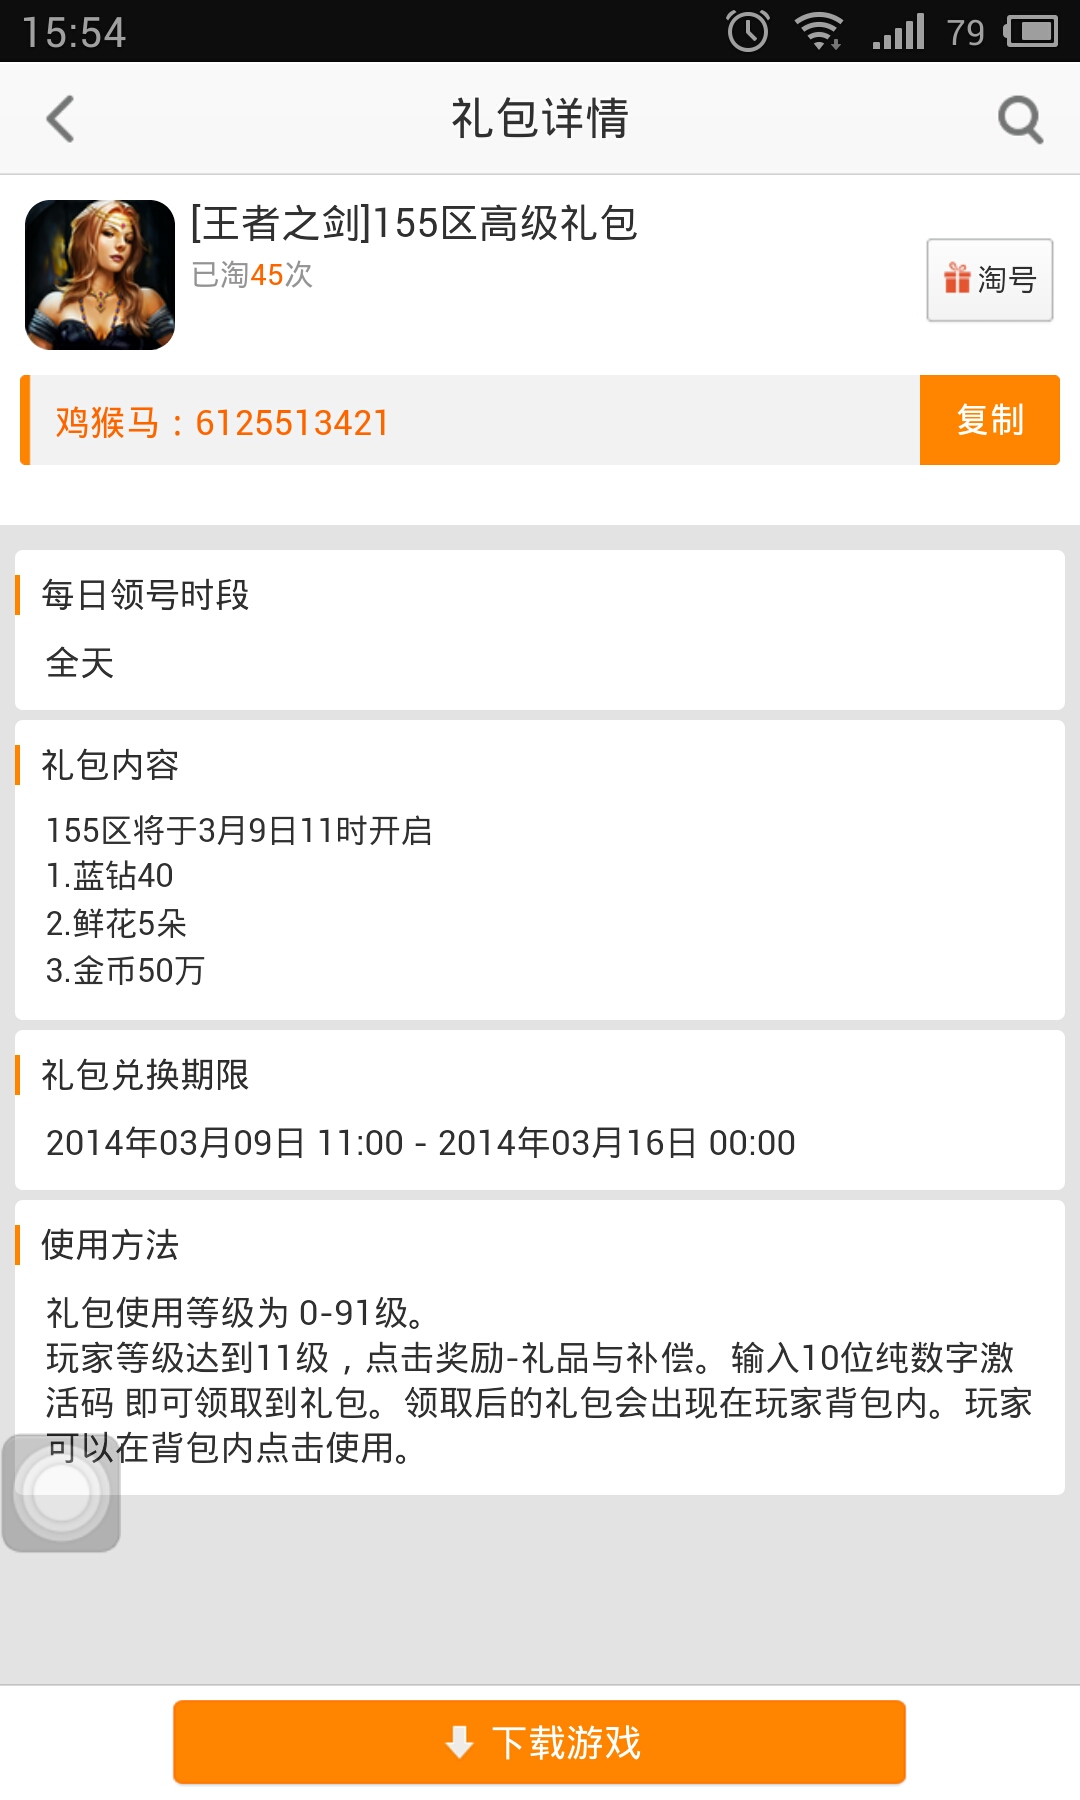 15:54
79
礼包详情
[王者之剑]155区高级礼包
已淘45次
淘号
鸡猴马：6125513421
复制
每日领号时段
全天
礼包内容
155区将于3月9日11时开启
1.蓝钻40
2.鲜花5朵
3.金币50万
礼包兑换期限
2014年03月09日 11:00 - 2014年03月16日 00:00
使用方法
礼包使用等级为 0-91级。
玩家等级达到11级，点击奖励-礼品与补偿。输入10位纯数字激
活码 即可领取到礼包。领取后的礼包会出现在玩家背包内。玩家
可以在背包内点击使用。
下载游戏